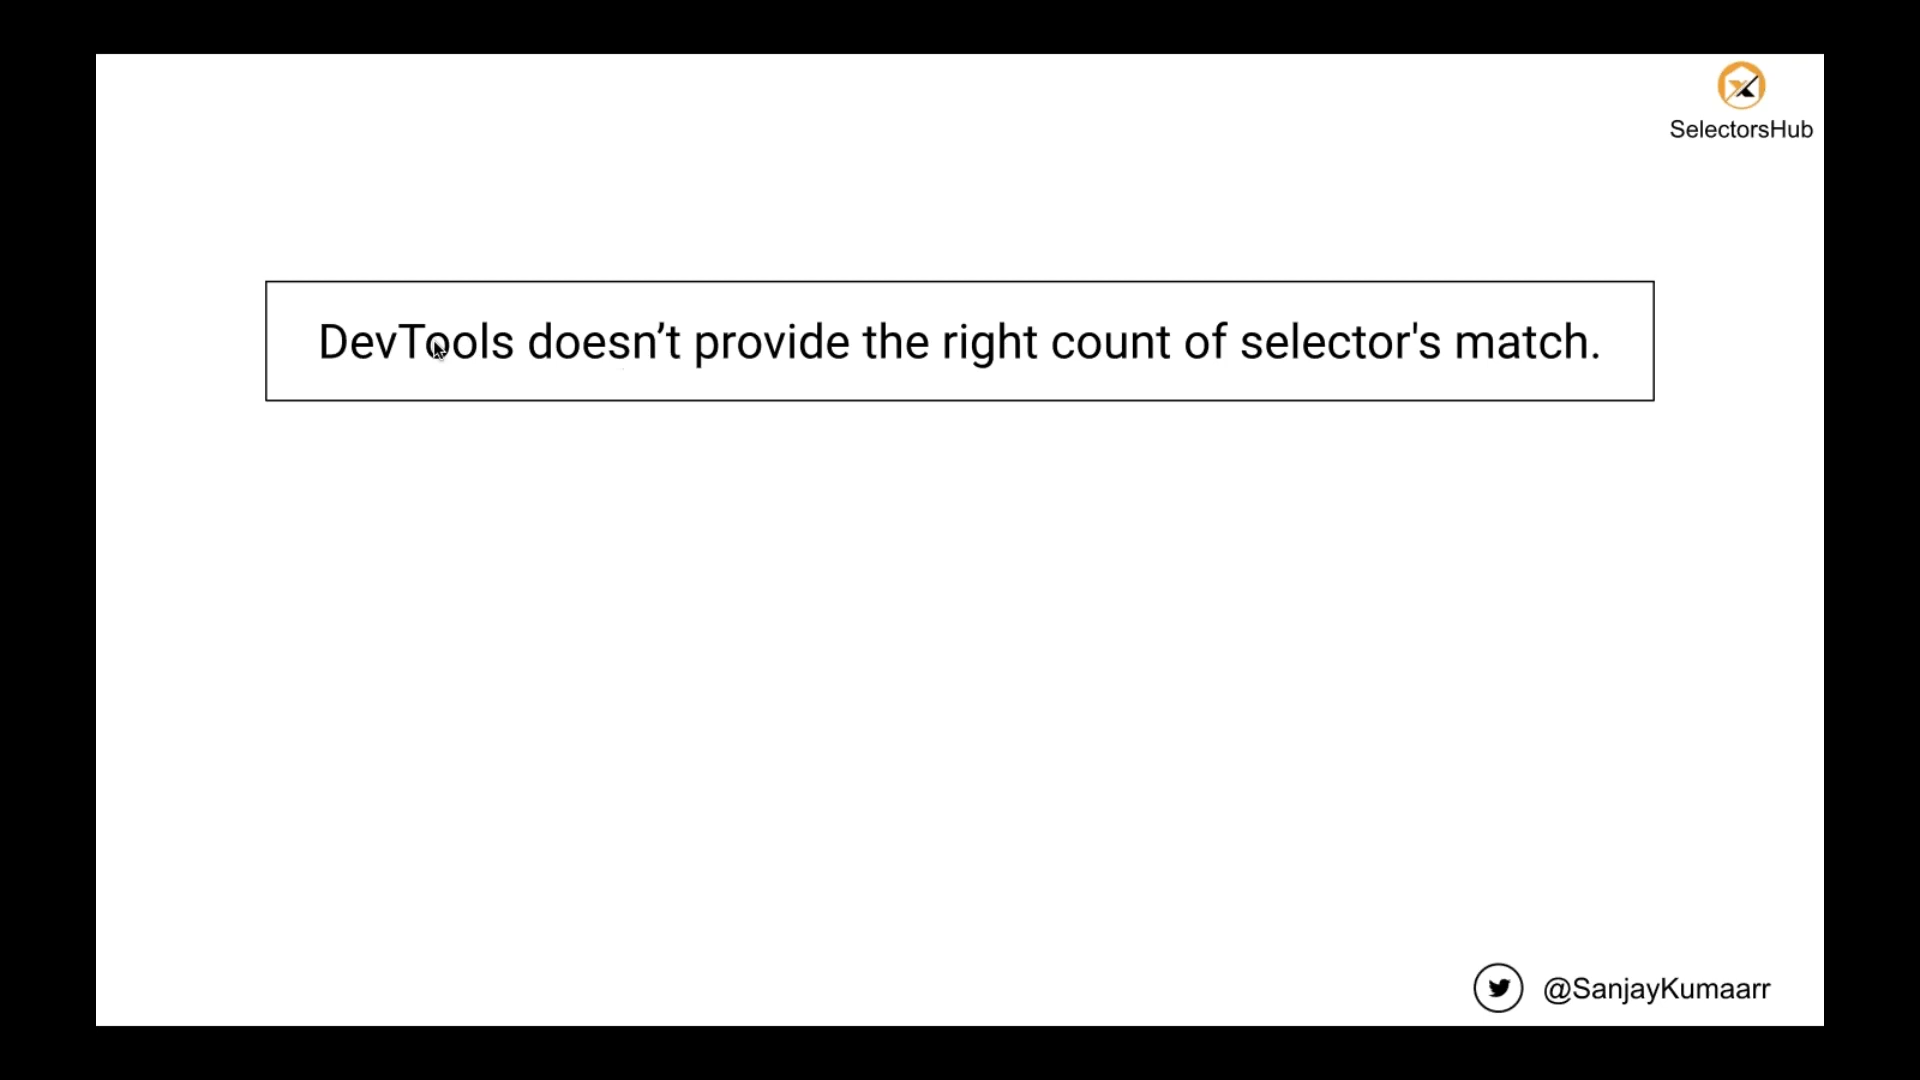 SelectorsHub
DevTools doesn’t provide the right count of selector's match.
@SanjayKumaarr